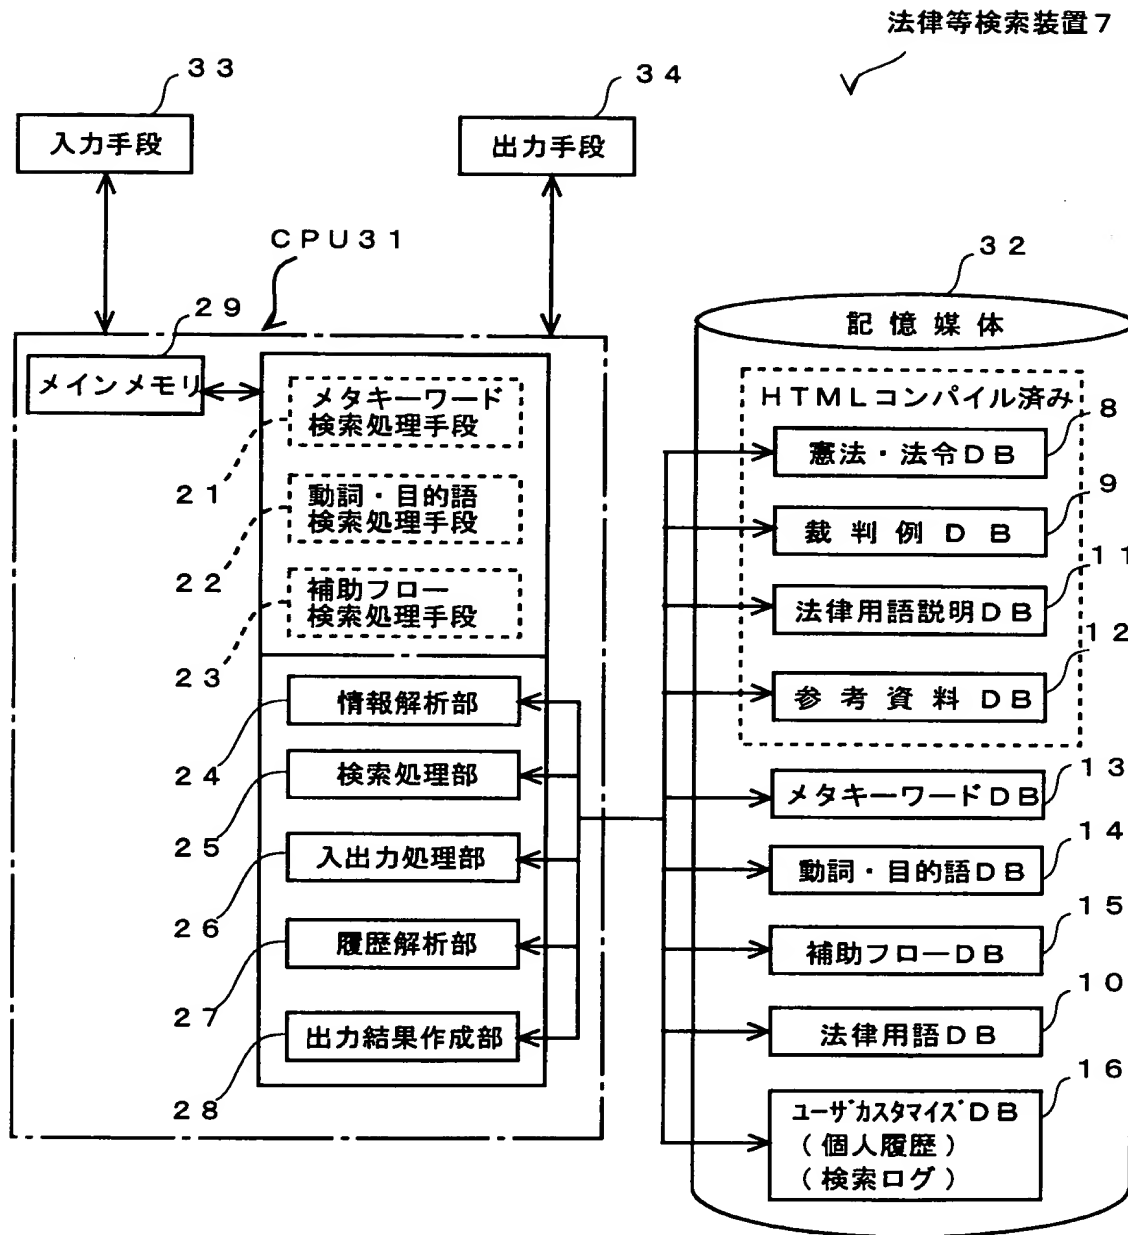 法律等検索装置７
３３
３４
入力手段
出力手段
ＣＰＵ３１
３２
２９
記憶媒体
メインメモリ
メタキーワード
検索処理手段
２１
動詞・目的語
検索処理手段
２２
補助フロー
検索処理手段
２３
情報解析部
２４
検索処理部
２５
入出力処理部
２６
履歴解析部
２７
出力結果作成部
２８
ＨＴＭＬコンパイル済み
８
憲法・法令ＤＢ
９
裁判例ＤＢ
１１
法律用語説明ＤＢ
１２
参考資料ＤＢ
１３
メタキーワードＤＢ
１４
動詞・目的語ＤＢ
１５
補助フローＤＢ
１０
法律用語ＤＢ
１６
ﾕｰｻﾞｶｽﾀﾏｲｽﾞＤＢ
（個人履歴）
（検索ログ）